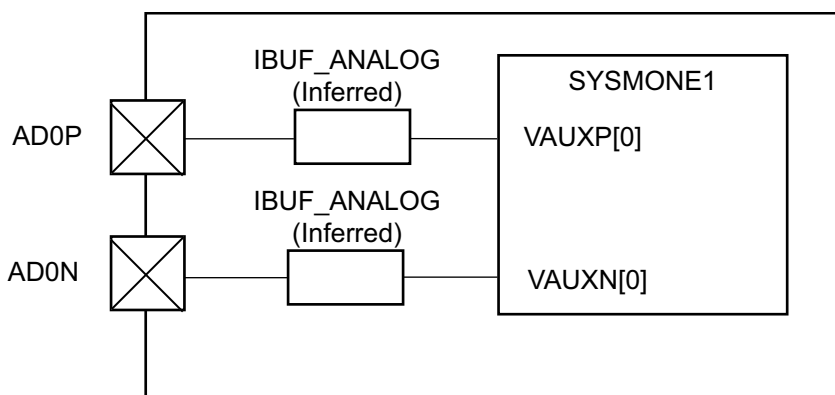 IBUF_ANALOG
(Inferred)
SYSMONE1
AD0P
VAUXP[0]
IBUF_ANALOG
(Inferred)
AD0N
VAUXN[0]